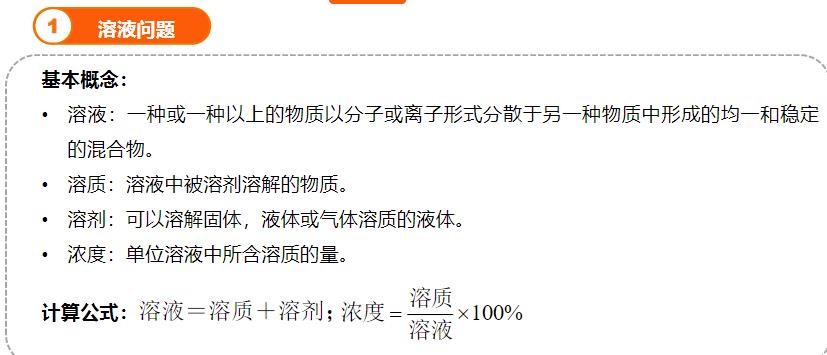 1 溶液问题
基本概念：
• 溶液：一种或一种以上的物质以分子或离子形式分散于另一种物质中形成的均一和稳定
的混合物。
• 溶质：溶液中被溶剂溶解的物质。
• 溶剂：可以溶解固体，液体或气体溶质的液体。
• 浓度：单位溶液中所含溶质的量。
计算公式：溶液＝溶质＋溶剂；浓度＝溶质/溶液×100%